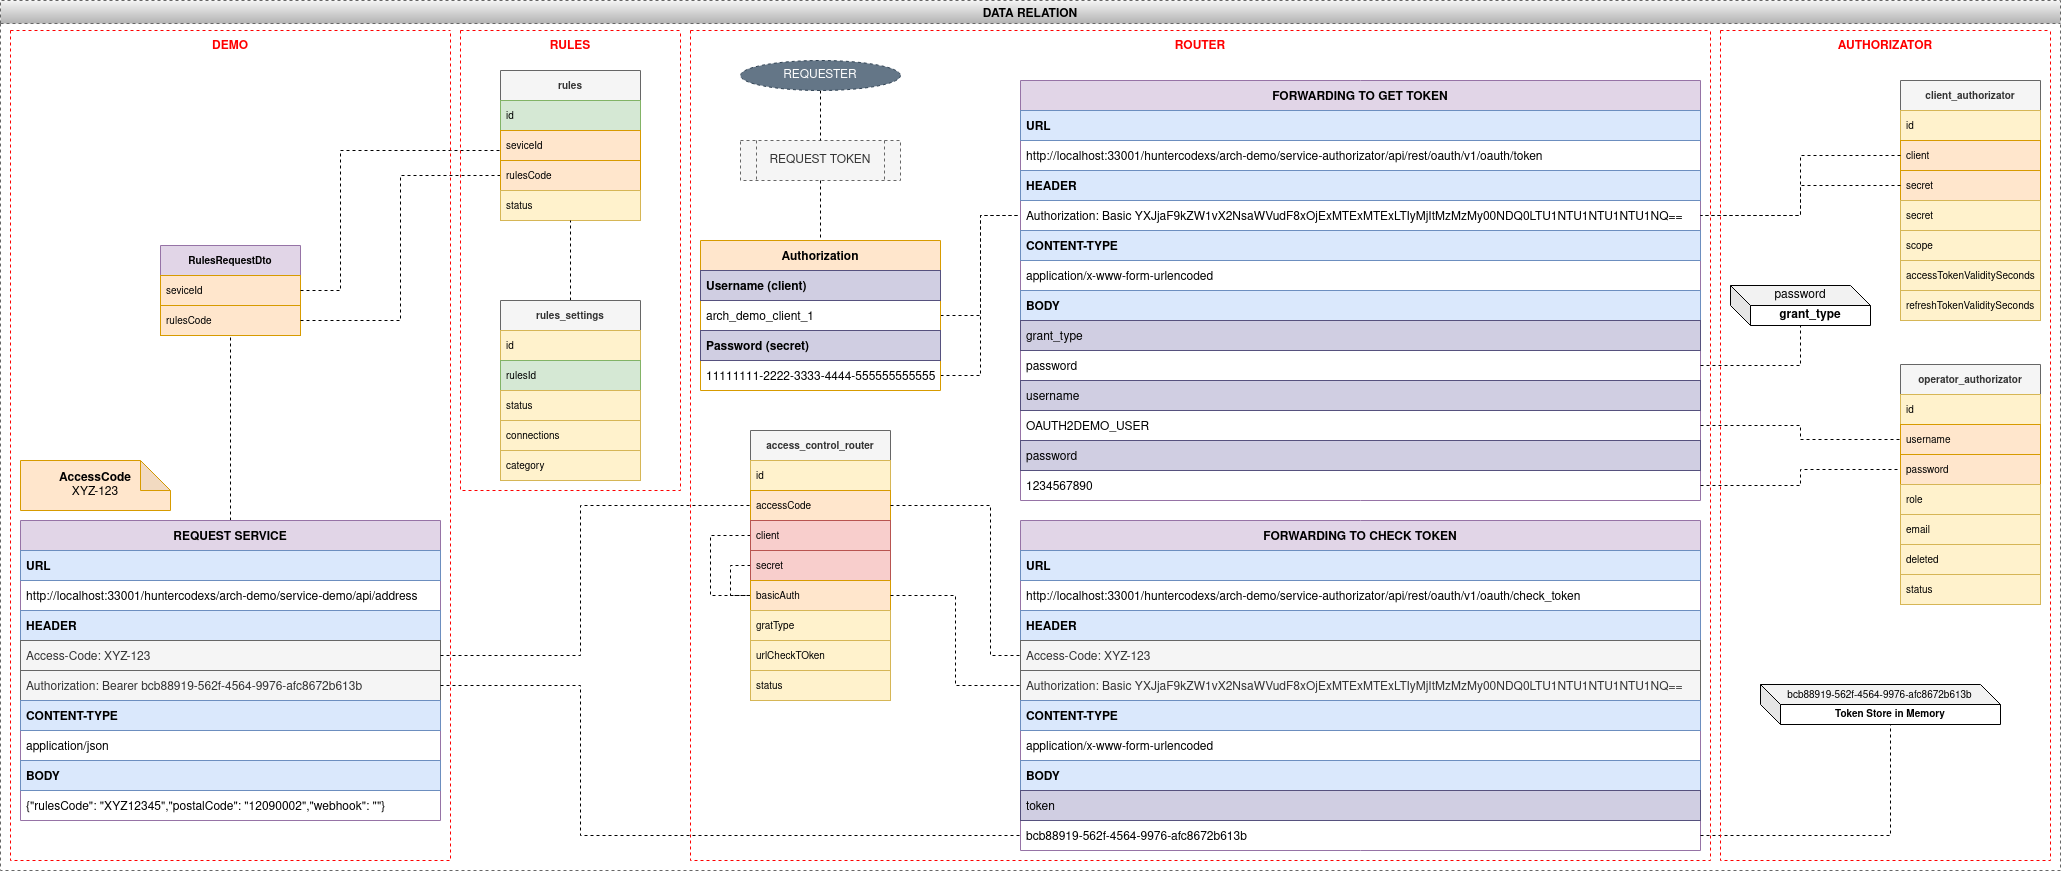 DATA RELATION
DEMO
RulesRequestDto
seviceId
rulesCode
AccessCode
XYZ-123
REQUEST SERVICE
URL
http://localhost:33001/huntercodexs/arch-demo/service-demo/api/address
HEADER
Access-Code: XYZ-123
Authorization: Bearer bcb88919-562f-4564-9976-afc8672b613b
CONTENT-TYPE
application/json
BODY
{"rulesCode": "XYZ12345","postalCode": "12090002","webhook": ""}
RULES
rules
id
seviceId
rulesCode
status
rules_settings
id
rulesId
status
connections
category
ROUTER
REQUESTER
REQUEST TOKEN
Authorization
Username (client)
arch_demo_client_1
Password (secret)
11111111-2222-3333-4444-555555555555
access_control_router
id
accessCode
client
secret
basicAuth
gratType
urlCheckTOken
status
FORWARDING TO GET TOKEN
URL
http://localhost:33001/huntercodexs/arch-demo/service-authorizator/api/rest/oauth/v1/oauth/token
HEADER
Authorization: Basic YXJjaF9kZW1vX2NsaWVudF8xOjExMTExMTExLTIyMjItMzMzMy00NDQ0LTU1NTU1NTU1NTU1NQ==
CONTENT-TYPE
application/x-www-form-urlencoded
BODY
grant_type
password
username
OAUTH2DEMO_USER
password
1234567890
FORWARDING TO CHECK TOKEN
URL
http://localhost:33001/huntercodexs/arch-demo/service-authorizator/api/rest/oauth/v1/oauth/check_token
HEADER
Access-Code: XYZ-123
Authorization: Basic YXJjaF9kZW1vX2NsaWVudF8xOjExMTExMTExLTIyMjItMzMzMy00NDQ0LTU1NTU1NTU1NTU1NQ==
CONTENT-TYPE
application/x-www-form-urlencoded
BODY
token
bcb88919-562f-4564-9976-afc8672b613b
AUTHORIZATOR
client_authorizator
id
client
secret
secret
scope
accessTokenValiditySeconds
refreshTokenValiditySeconds
password
grant_type
operator_authorizator
id
username
password
role
email
deleted
status
bcb88919-562f-4564-9976-afc8672b613b
Token Store in Memory